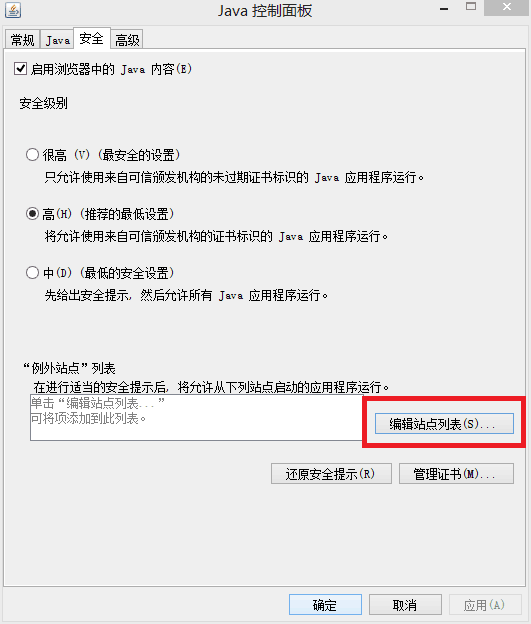 Java 控制面板
常规 Java 安全 高级
启用浏览器中的 Java 内容(E)
安全级别
很高 (V) (最安全的设置)
只允许使用来自可信颁发机构的未过期证书标识的 Java 应用程序运行。
高(H) (推荐的最低设置)
将允许使用来自可信颁发机构的证书标识的 Java 应用程序运行。
中(D) (最低的安全设置)
先给出安全提示, 然后允许所有 Java 应用程序运行。
“例外站点”列表
在进行适当的安全提示后, 将允许从下列站点启动的应用程序运行。
单击“编辑站点列表...”
可将项添加到此列表。
编辑站点列表(S)...
还原安全提示(R) 管理证书(M)...
确定 取消 应用(A)